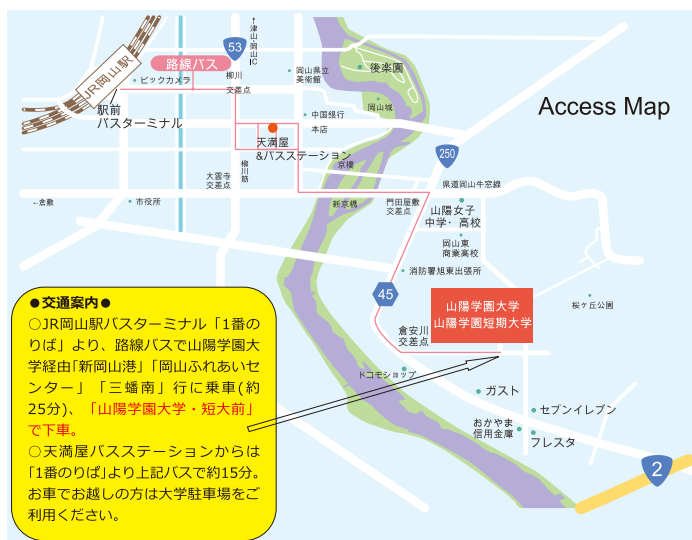 Access Map
JR岡山駅
路線バス
ビックカメラ
駅前
バスターミナル
53
↑津山・岡山IC
柳川
交差点
岡山県立
美術館
後楽園
岡山城
中国銀行
本店
天満屋
&バスステーション
京橋
250
県道岡山牛窓線
大雲寺
交差点
柳川筋
←倉敷
市役所
新京橋
門田屋敷
交差点
山陽女子
中学・高校
岡山東
商業高校
消防署旭東出張所
45
山陽学園大学
山陽学園短期大学
桜ヶ丘公園
倉安川
交差点
ドコモショップ
ガスト
セブンイレブン
おかやま
信用金庫
フレスタ
2
●交通案内●
○JR岡山駅バスターミナル「1番の
りば」より、路線バスで山陽学園大
学経由「新岡山港」「岡山ふれあいセ
ンター」「三蟠南」行に乗車(約
25分)、「山陽学園大学・短大前」
で下車。
○天満屋バスステーションからは
「1番のりば」より上記バスで約15分。
お車でお越しの方は大学駐車場をご
利用ください。